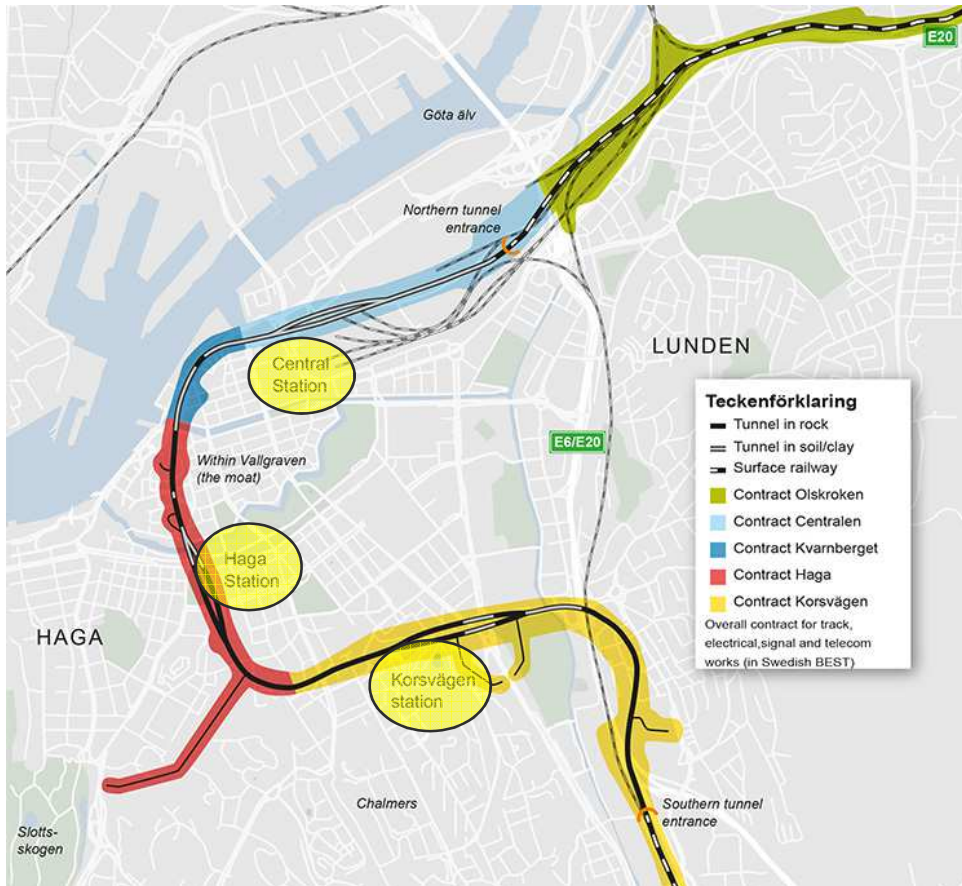 E20
Göta älv
Northern tunnel
entrance
LUNDEN
Central
Station
Teckenförklaring
Tunnel in rock
Tunnel in soil/clay
Surface railway
Contract Olskroken
Contract Centralen
Contract Kvarnberget
Contract Haga
Contract Korsvägen
Overall contract for track,
electrical,signal and telecom
works (in Swedish BEST)
E6/E20
Within Vallgraven
(the moat)
Haga
Station
HAGA
Korsvägen
station
Chalmers
Southern tunnel
entrance
Slotts-
skogen